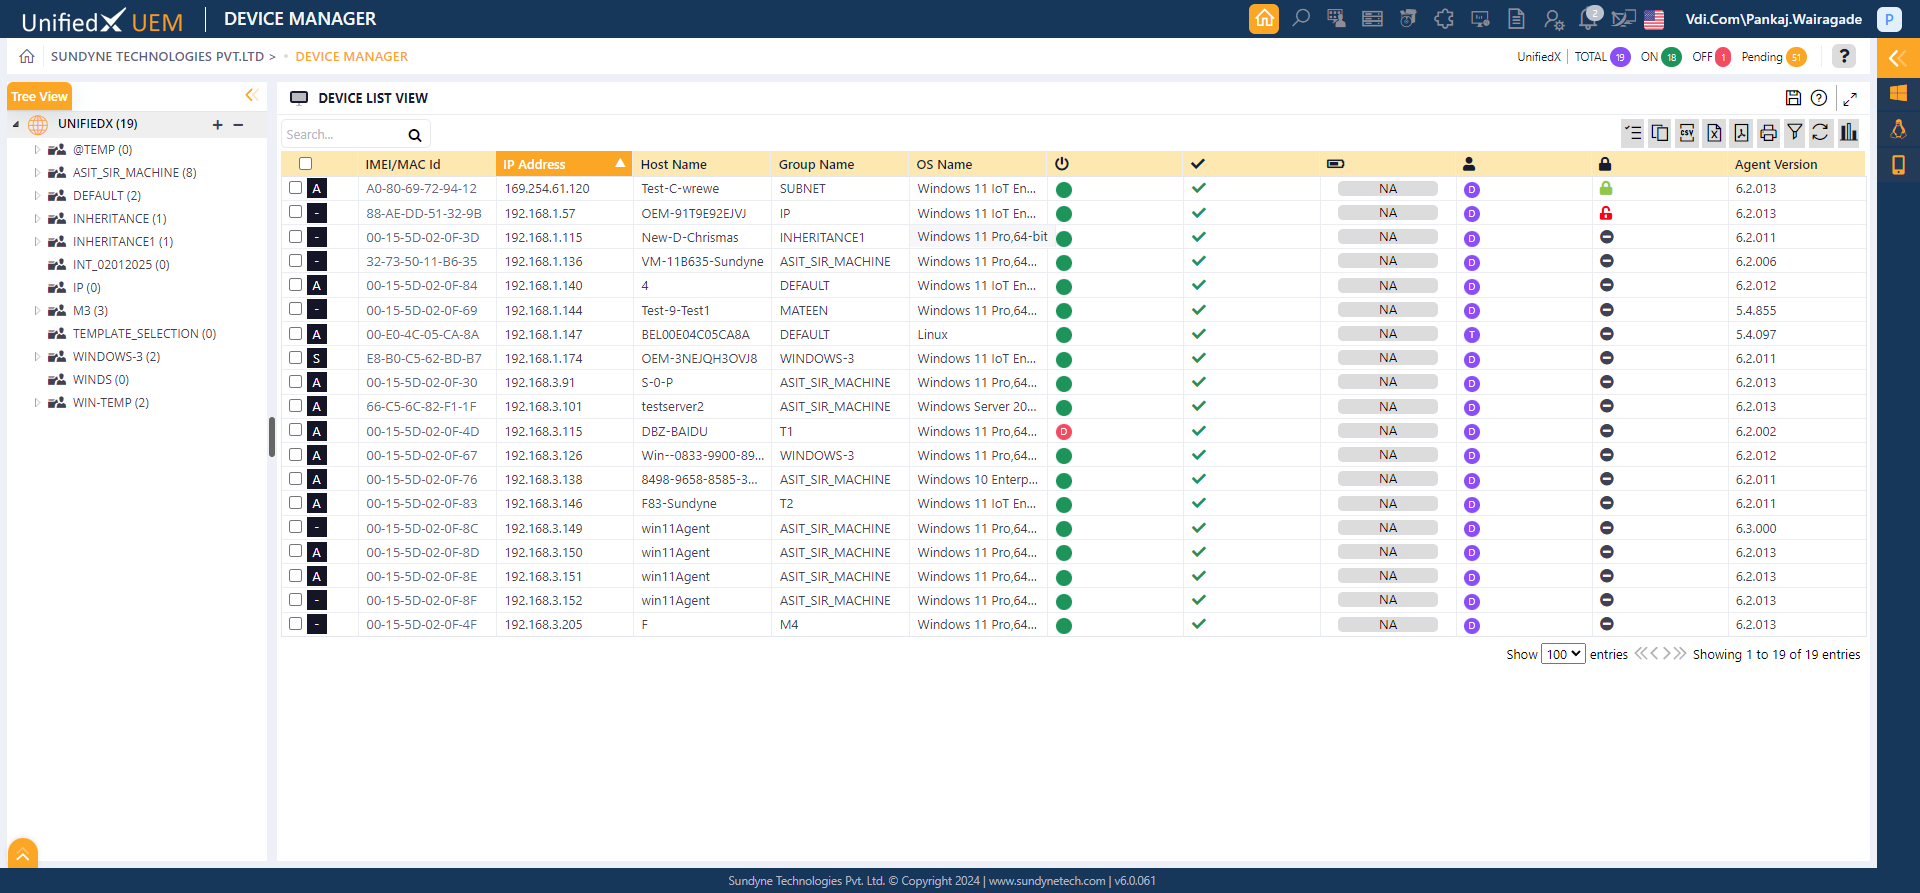 UnifiedX UEM | DEVICE MANAGER 2 Vdi.Com\Pankaj.Wairagade P
SUNDYNE TECHNOLOGIES PVT.LTD > • DEVICE MANAGER UnifiedX | TOTAL 19 ON 18 OFF 1 Pending 51 ?
Tree View
UNIFIEDX (19) + −
@TEMP (0)
ASIT_SIR_MACHINE (8)
DEFAULT (2)
INHERITANCE (1)
INHERITANCE1 (1)
INT_02012025 (0)
IP (0)
M3 (3)
TEMPLATE_SELECTION (0)
WINDOWS-3 (2)
WINDS (0)
WIN-TEMP (2)
DEVICE LIST VIEW
Search... CSV
IMEI/MAC Id IP Address Host Name Group Name OS Name Agent Version
A A0-80-69-72-94-12 169.254.61.120 Test-C-wrewe SUBNET Windows 11 IoT En... NA D 6.2.013
- 88-AE-DD-51-32-9B 192.168.1.57 OEM-91T9E92EJVJ IP Windows 11 IoT En... NA D 6.2.013
- 00-15-5D-02-0F-3D 192.168.1.115 New-D-Chrismas INHERITANCE1 Windows 11 Pro,64-bit NA D 6.2.011
- 32-73-50-11-B6-35 192.168.1.136 VM-11B635-Sundyne ASIT_SIR_MACHINE Windows 11 Pro,64... NA D 6.2.006
A 00-15-5D-02-0F-84 192.168.1.140 4 DEFAULT Windows 11 IoT En... NA D 6.2.012
- 00-15-5D-02-0F-69 192.168.1.144 Test-9-Test1 MATEEN Windows 11 Pro,64... NA D 5.4.855
A 00-E0-4C-05-CA-8A 192.168.1.147 BEL00E04C05CA8A DEFAULT Linux NA T 5.4.097
S E8-B0-C5-62-BD-B7 192.168.1.174 OEM-3NEJQH3OVJ8 WINDOWS-3 Windows 11 IoT En... NA D 6.2.011
A 00-15-5D-02-0F-30 192.168.3.91 S-0-P ASIT_SIR_MACHINE Windows 11 Pro,64... NA D 6.2.013
A 66-C5-6C-82-F1-1F 192.168.3.101 testserver2 ASIT_SIR_MACHINE Windows Server 20... NA D 6.2.013
A 00-15-5D-02-0F-4D 192.168.3.115 DBZ-BAIDU T1 Windows 11 Pro,64... D NA D 6.2.002
A 00-15-5D-02-0F-67 192.168.3.126 Win--0833-9900-89... WINDOWS-3 Windows 11 Pro,64... NA D 6.2.012
A 00-15-5D-02-0F-76 192.168.3.138 8498-9658-8585-3... ASIT_SIR_MACHINE Windows 10 Enterp... NA D 6.2.011
A 00-15-5D-02-0F-83 192.168.3.146 F83-Sundyne T2 Windows 11 IoT En... NA D 6.2.011
- 00-15-5D-02-0F-8C 192.168.3.149 win11Agent ASIT_SIR_MACHINE Windows 11 Pro,64... NA D 6.3.000
A 00-15-5D-02-0F-8D 192.168.3.150 win11Agent ASIT_SIR_MACHINE Windows 11 Pro,64... NA D 6.2.013
A 00-15-5D-02-0F-8E 192.168.3.151 win11Agent ASIT_SIR_MACHINE Windows 11 Pro,64... NA D 6.2.013
- 00-15-5D-02-0F-8F 192.168.3.152 win11Agent ASIT_SIR_MACHINE Windows 11 Pro,64... NA D 6.2.013
- 00-15-5D-02-0F-4F 192.168.3.205 F M4 Windows 11 Pro,64... NA D 6.2.013
Show 100 entries Showing 1 to 19 of 19 entries
Sundyne Technologies Pvt. Ltd. © Copyright 2024 | www.sundynetech.com | v6.0.061